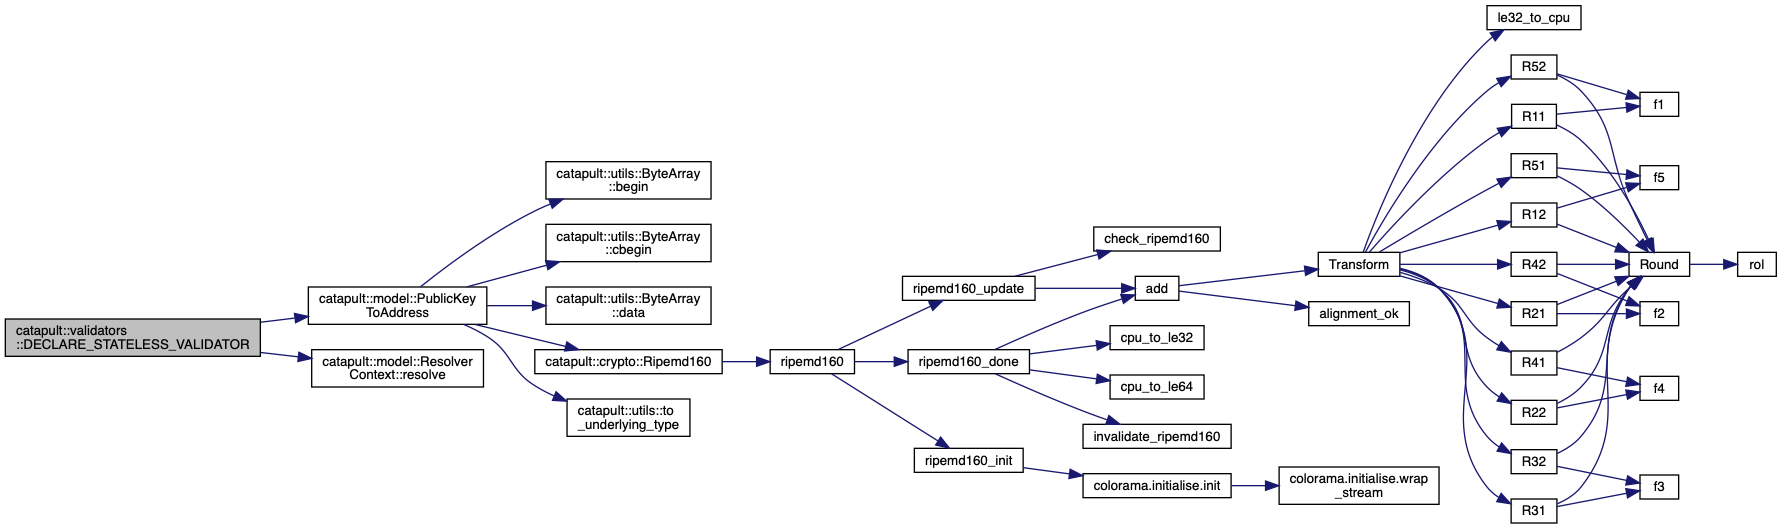 catapult::validators
::DECLARE_STATELESS_VALIDATOR
catapult::model::PublicKey
ToAddress
catapult::model::Resolver
Context::resolve
catapult::utils::ByteArray
::begin
catapult::utils::ByteArray
::cbegin
catapult::utils::ByteArray
::data
catapult::crypto::Ripemd160
catapult::utils::to
_underlying_type
ripemd160
ripemd160_update
ripemd160_done
ripemd160_init
check_ripemd160
add
cpu_to_le32
cpu_to_le64
invalidate_ripemd160
colorama.initialise.init
Transform
alignment_ok
colorama.initialise.wrap
_stream
le32_to_cpu
R52
R11
R51
R12
R42
R21
R41
R22
R32
R31
f1
f5
Round
f2
f4
f3
rol